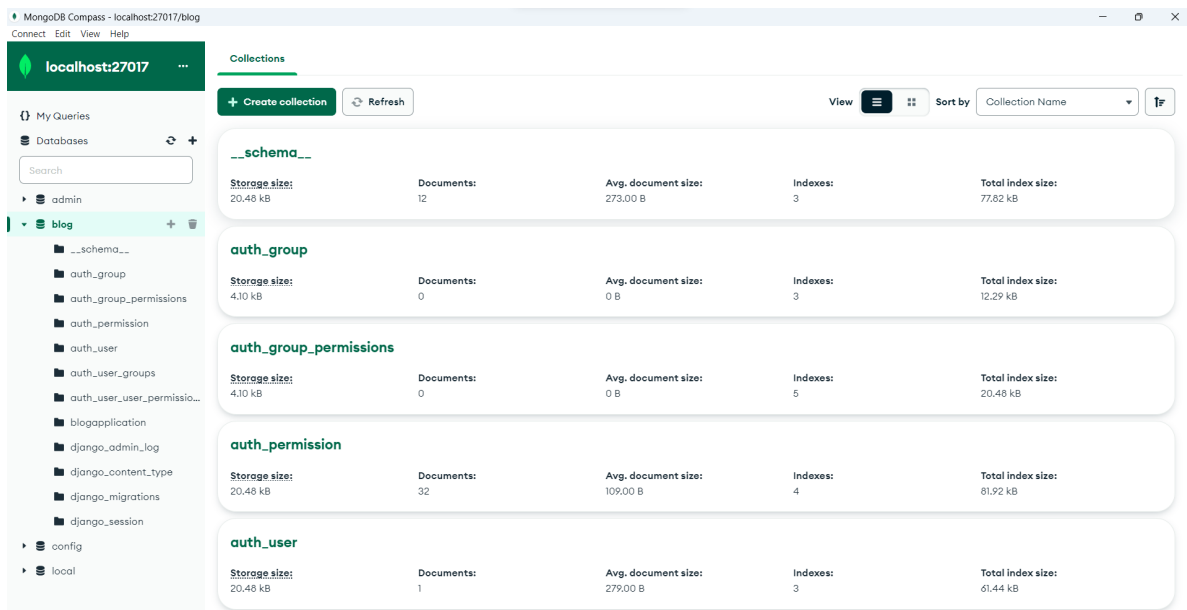 MongoDB Compass - localhost:27017/blog
Connect Edit View Help
localhost:27017 ...
My Queries
Databases
Search
admin
blog
__schema__
auth_group
auth_group_permissions
auth_permission
auth_user
auth_user_groups
auth_user_user_permissio...
blogapplication
django_admin_log
django_content_type
django_migrations
django_session
config
local
Collections
Create collection Refresh View Sort by Collection Name
__schema__
Storage size: Documents: Avg. document size: Indexes: Total index size:
20.48 kB 12 273.00 B 3 77.82 kB
auth_group
Storage size: Documents: Avg. document size: Indexes: Total index size:
4.10 kB 0 0 B 3 12.29 kB
auth_group_permissions
Storage size: Documents: Avg. document size: Indexes: Total index size:
4.10 kB 0 0 B 5 20.48 kB
auth_permission
Storage size: Documents: Avg. document size: Indexes: Total index size:
20.48 kB 32 109.00 B 4 81.92 kB
auth_user
Storage size: Documents: Avg. document size: Indexes: Total index size:
20.48 kB 1 279.00 B 3 61.44 kB